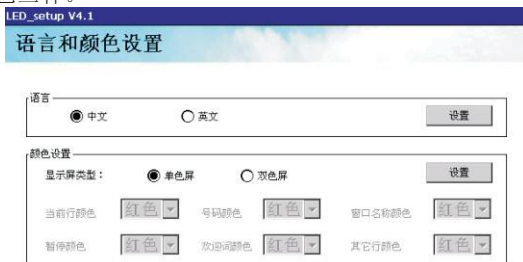 LED_setup V4.1
语言和颜色设置
语言
中文 英文 设置
颜色设置
显示屏类型： 单色屏 双色屏 设置
当前行颜色 红色 号码颜色 红色 窗口名称颜色 红色
暂停颜色 红色 欢迎词颜色 红色 其它行颜色 红色